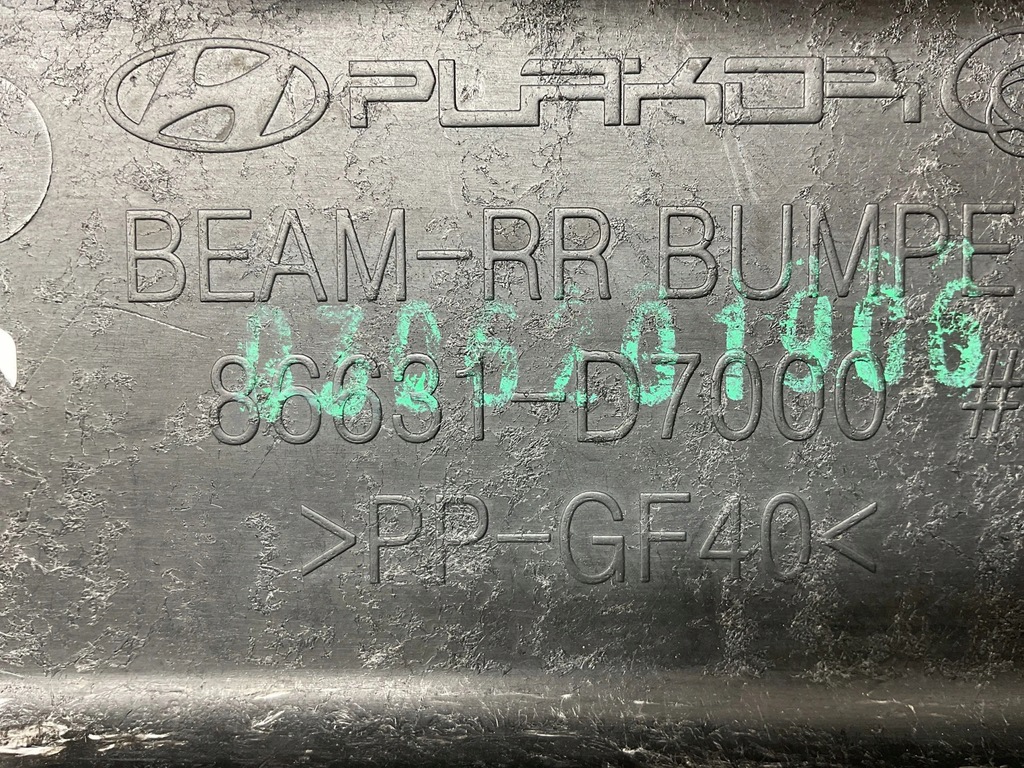 PLAKOR
BEAM-RR BUMPE
86631-D7000 #
>PP-GF40<